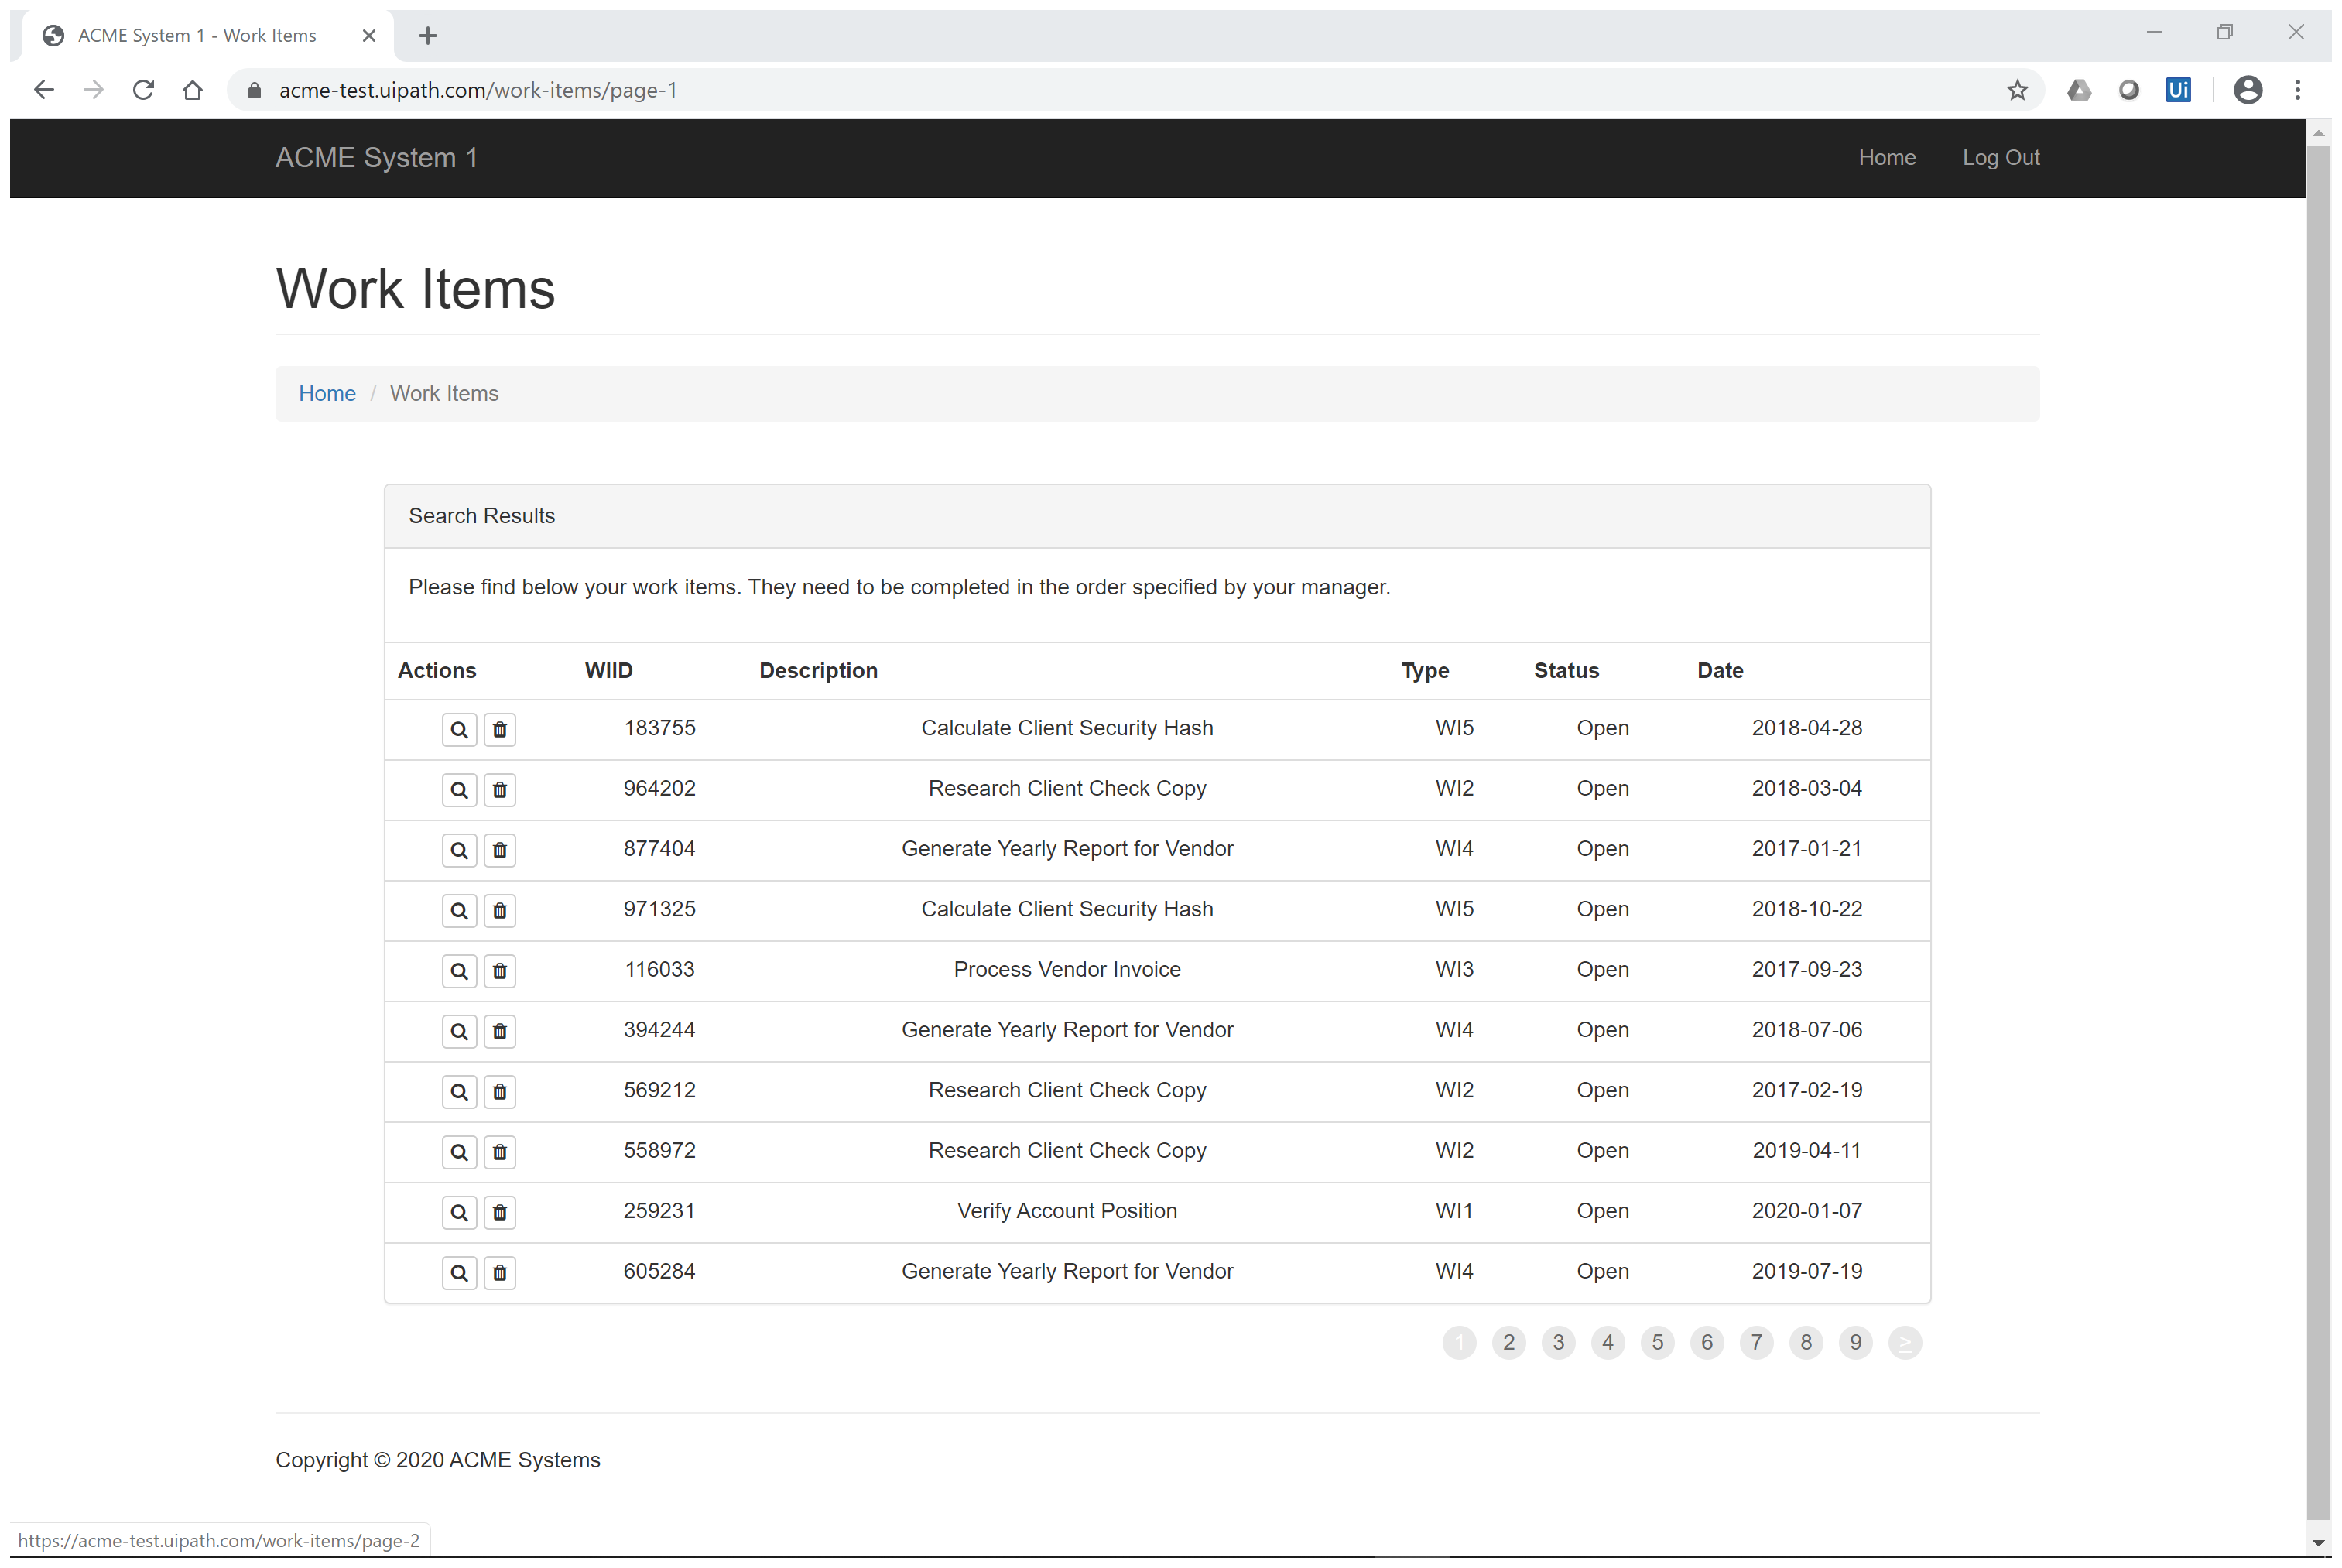 ACME System 1 - Work Items
acme-test.uipath.com/work-items/page-1
Ui
ACME System 1 Home Log Out
Work Items
Home / Work Items
Search Results
Please find below your work items. They need to be completed in the order specified by your manager.
Actions WIID Description Type Status Date
183755 Calculate Client Security Hash WI5 Open 2018-04-28
964202 Research Client Check Copy WI2 Open 2018-03-04
877404 Generate Yearly Report for Vendor WI4 Open 2017-01-21
971325 Calculate Client Security Hash WI5 Open 2018-10-22
116033 Process Vendor Invoice WI3 Open 2017-09-23
394244 Generate Yearly Report for Vendor WI4 Open 2018-07-06
569212 Research Client Check Copy WI2 Open 2017-02-19
558972 Research Client Check Copy WI2 Open 2019-04-11
259231 Verify Account Position WI1 Open 2020-01-07
605284 Generate Yearly Report for Vendor WI4 Open 2019-07-19
1 2 3 4 5 6 7 8 9 >
Copyright © 2020 ACME Systems
https://acme-test.uipath.com/work-items/page-2